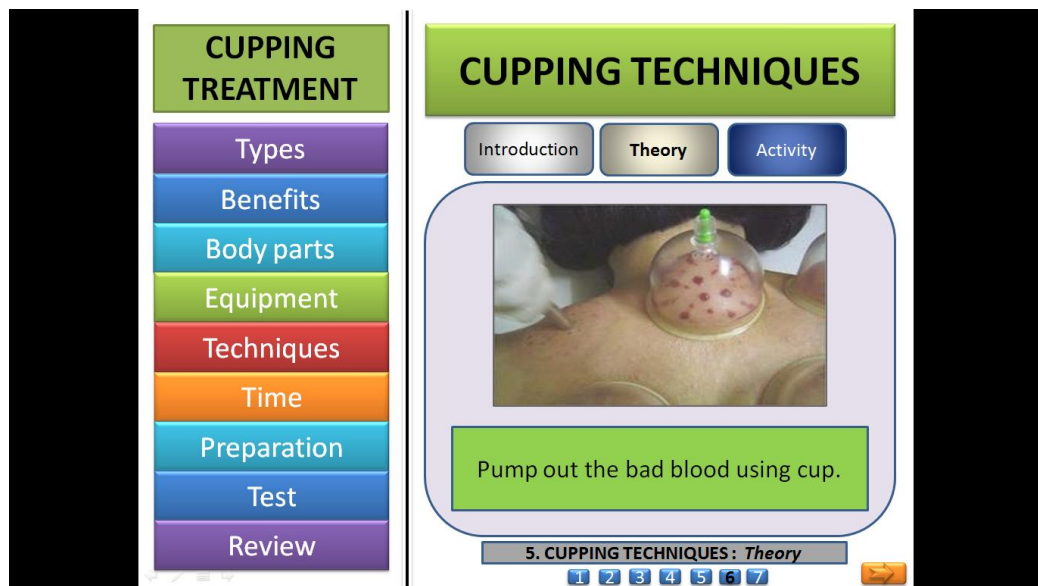 CUPPING
TREATMENT
Types
Benefits
Body parts
Equipment
Techniques
Time
Preparation
Test
Review
CUPPING TECHNIQUES
Introduction
Theory
Activity
Pump out the bad blood using cup.
5. CUPPING TECHNIQUES : Theory
1 2 3 4 5 6 7